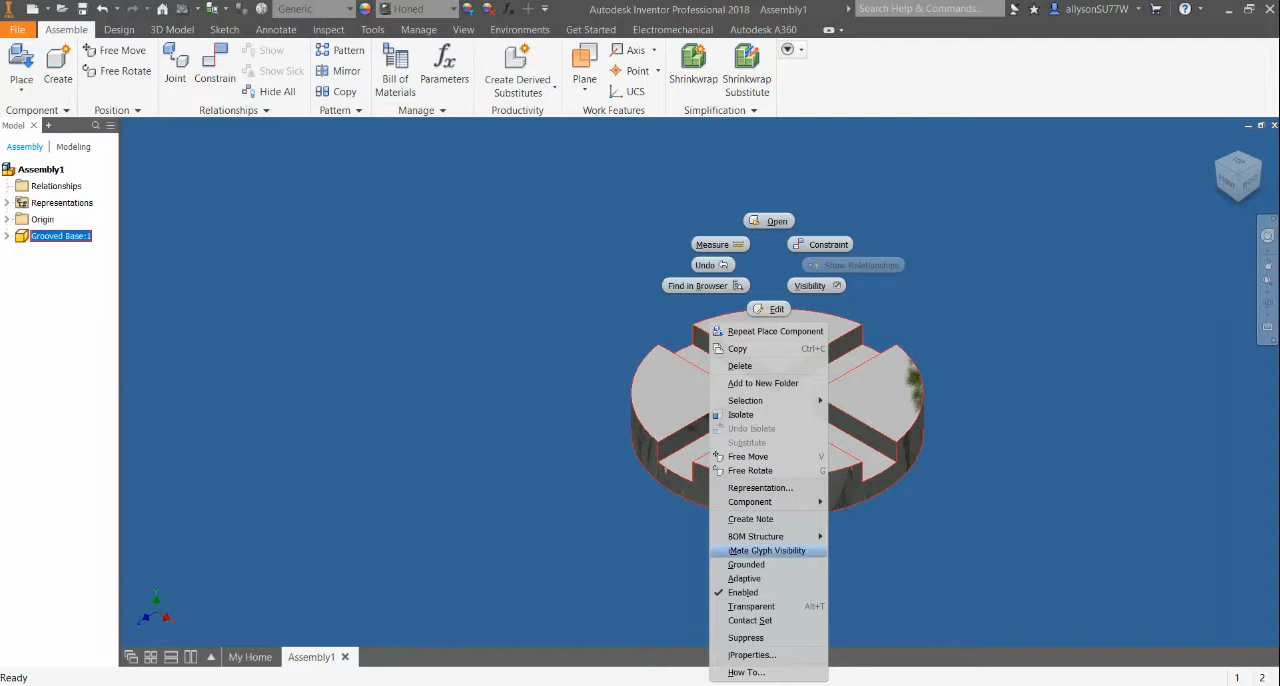 Generic Honed Autodesk Inventor Professional 2018 Assembly1 Search Help & Commands... allysonSU77W
File Assemble Design 3D Model Sketch Annotate Inspect Tools Manage View Environments Get Started Electromechanical Autodesk A360
Place Create Free Move Free Rotate Joint Constrain Show Show Sick Hide All Pattern Mirror Copy Bill of Materials Parameters Create Derived Substitutes Plane Axis Point UCS Shrinkwrap Shrinkwrap Substitute
Component Position Relationships Pattern Manage Productivity Work Features Simplification
Model
Assembly Modeling
Assembly1
Relationships
Representations
Origin
Grooved Base:1
TOP
FRONT RIGHT
Open
Measure Constraint
Undo Show Relationships
Find in Browser Visibility
Edit
Repeat Place Component
Copy Ctrl+C
Delete
Add to New Folder
Selection
Isolate
Undo Isolate
Substitute
Free Move V
Free Rotate G
Representation...
Component
Create Note
BOM Structure
iMate Glyph Visibility
Grounded
Adaptive
Enabled
Transparent Alt+T
Contact Set
Suppress
iProperties...
How To...
My Home Assembly1
Ready 1 2